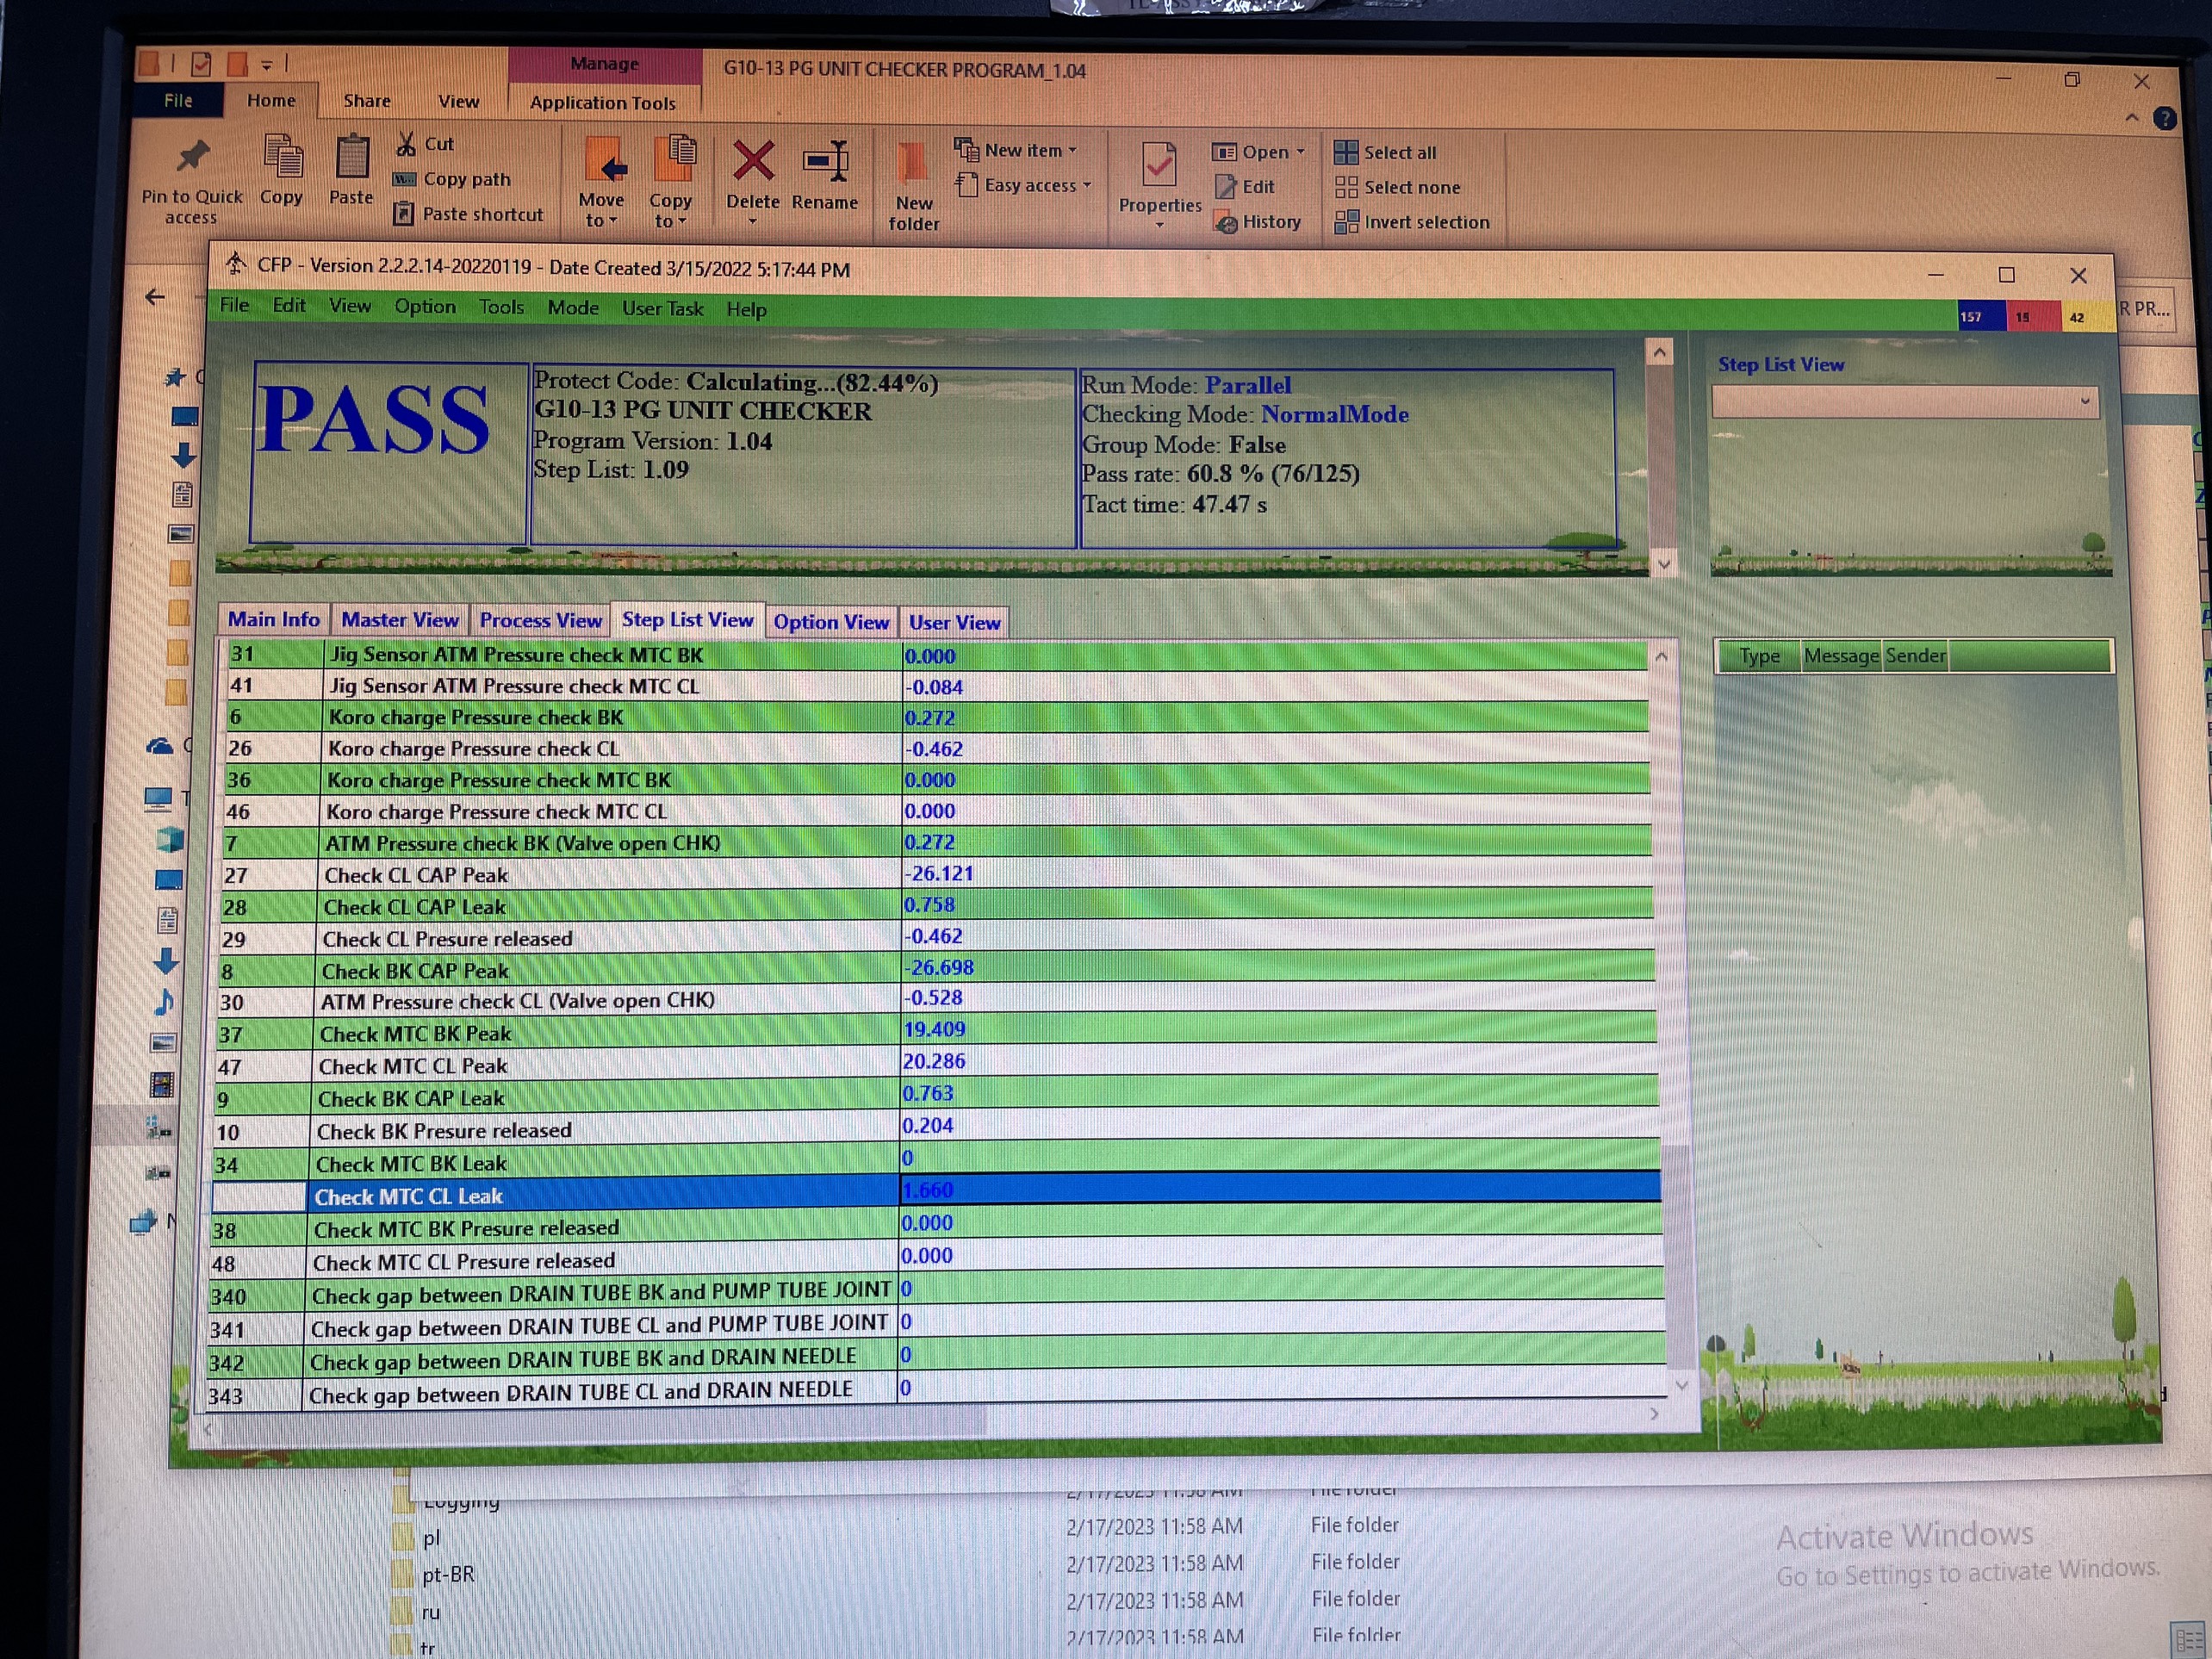 Manage
G10-13 PG UNIT CHECKER PROGRAM_1.04
File
Home
Share
View
Application Tools
Pin to Quick access
Copy
Paste
Cut
Copy path
Paste shortcut
Move to
Copy to
Delete
Rename
New folder
New item
Easy access
Properties
Open
Edit
History
Select all
Select none
Invert selection
CFP - Version 2.2.2.14-20220119 - Date Created 3/15/2022 5:17:44 PM
File Edit View Option Tools Mode User Task Help
157 15 42
R PR...
PASS
Protect Code: Calculating...(82.44%)
G10-13 PG UNIT CHECKER
Program Version: 1.04
Step List: 1.09
Run Mode: Parallel
Checking Mode: NormalMode
Group Mode: False
Pass rate: 60.8 % (76/125)
Tact time: 47.47 s
Step List View
Main Info Master View Process View Step List View Option View User View
Type Message Sender
31 Jig Sensor ATM Pressure check MTC BK 0.000
41 Jig Sensor ATM Pressure check MTC CL -0.084
6 Koro charge Pressure check BK 0.272
26 Koro charge Pressure check CL -0.462
36 Koro charge Pressure check MTC BK 0.000
46 Koro charge Pressure check MTC CL 0.000
7 ATM Pressure check BK (Valve open CHK) 0.272
27 Check CL CAP Peak -26.121
28 Check CL CAP Leak 0.758
29 Check CL Presure released -0.462
8 Check BK CAP Peak -26.698
30 ATM Pressure check CL (Valve open CHK) -0.528
37 Check MTC BK Peak 19.409
47 Check MTC CL Peak 20.286
9 Check BK CAP Leak 0.763
10 Check BK Presure released 0.204
34 Check MTC BK Leak 0
Check MTC CL Leak 1.660
38 Check MTC BK Presure released 0.000
48 Check MTC CL Presure released 0.000
340 Check gap between DRAIN TUBE BK and PUMP TUBE JOINT 0
341 Check gap between DRAIN TUBE CL and PUMP TUBE JOINT 0
342 Check gap between DRAIN TUBE BK and DRAIN NEEDLE 0
343 Check gap between DRAIN TUBE CL and DRAIN NEEDLE 0
Logging 2/17/2023 11:58 AM File folder
pl 2/17/2023 11:58 AM File folder
pt-BR 2/17/2023 11:58 AM File folder
ru 2/17/2023 11:58 AM File folder
tr 2/17/2023 11:58 AM File folder
Activate Windows
Go to Settings to activate Windows.